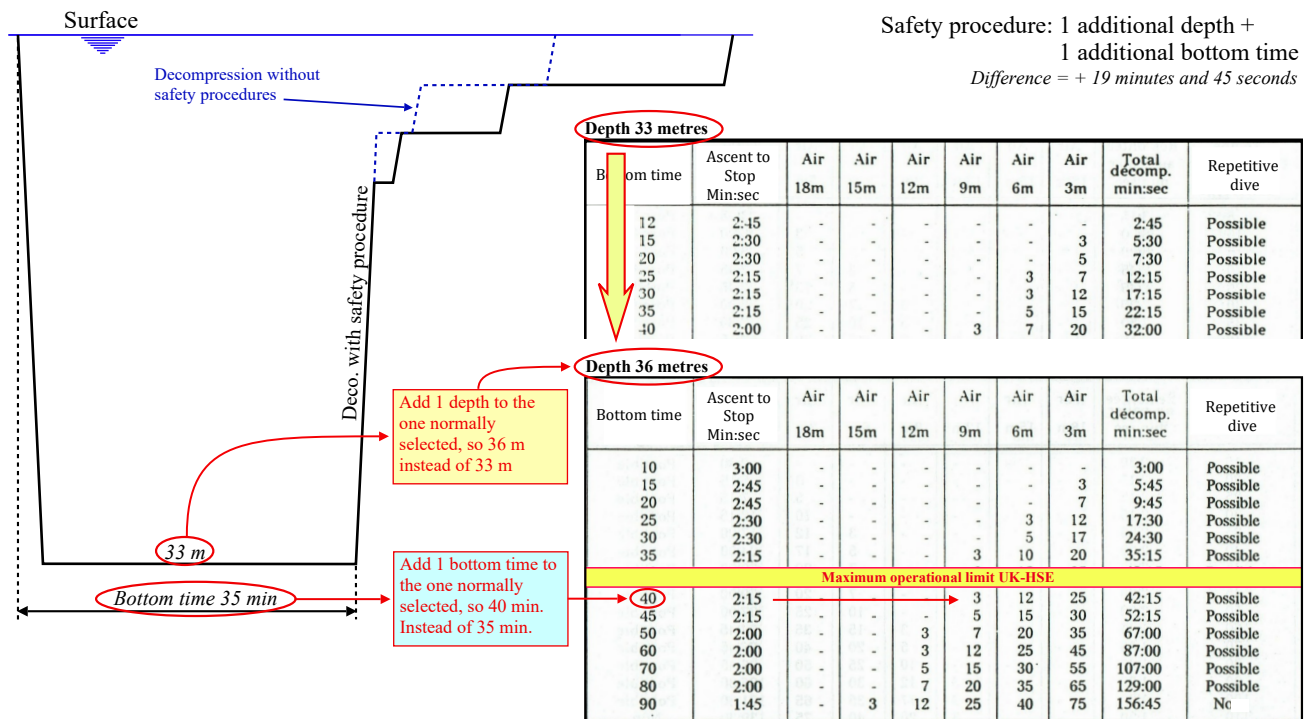 Surface
Safety procedure: 1 additional depth +
1 additional bottom time
Difference = + 19 minutes and 45 seconds
Decompression without
safety procedures
Deco. with safety procedure
33 m
Bottom time 35 min
Add 1 depth to the
one normally
selected, so 36 m
instead of 33 m
Add 1 bottom time to
the one normally
selected, so 40 min.
Instead of 35 min.
Depth 33 metres
Bottom time Ascent to Stop Min:sec Air 18m Air 15m Air 12m Air 9m Air 6m Air 3m Total décomp. min:sec Repetitive dive
12 2:45 - - - - - - 2:45 Possible
15 2:30 - - - - - 3 5:30 Possible
20 2:30 - - - - - 5 7:30 Possible
25 2:15 - - - - 3 7 12:15 Possible
30 2:15 - - - - 3 12 17:15 Possible
35 2:15 - - - - 5 15 22:15 Possible
40 2:00 - - - 3 7 20 32:00 Possible
Depth 36 metres
Bottom time Ascent to Stop Min:sec Air 18m Air 15m Air 12m Air 9m Air 6m Air 3m Total décomp. min:sec Repetitive dive
10 3:00 - - - - - - 3:00 Possible
15 2:45 - - - - - 3 5:45 Possible
20 2:45 - - - - - 7 9:45 Possible
25 2:30 - - - - 3 12 17:30 Possible
30 2:30 - - - - 5 17 24:30 Possible
35 2:15 - - - 3 10 20 35:15 Possible
Maximum operational limit UK-HSE
40 2:15 3 12 25 42:15 Possible
45 2:15 - - - 5 15 30 52:15 Possible
50 2:00 - - 3 7 20 35 67:00 Possible
60 2:00 - - 3 12 25 45 87:00 Possible
70 2:00 - - 5 15 30 55 107:00 Possible
80 2:00 - - 7 20 35 65 129:00 Possible
90 1:45 - 3 12 25 40 75 156:45 No